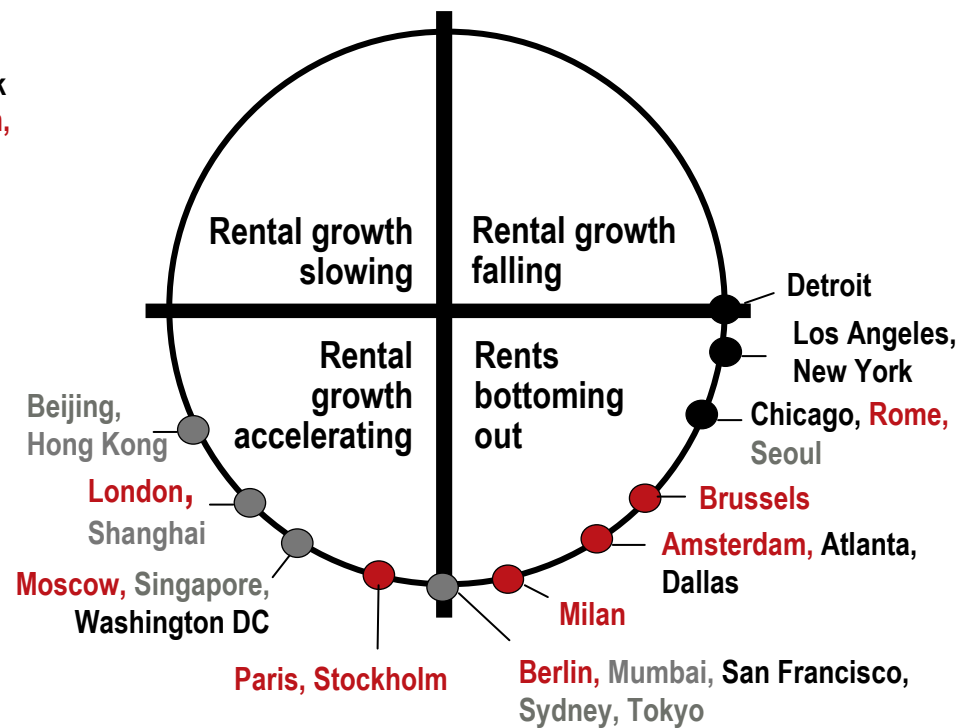 Rental growth
slowing
Rental growth
falling
Detroit
Los Angeles,
New York
Rental
growth
accelerating
Rents
bottoming
out
Beijing,
Hong Kong
Chicago, Rome,
Seoul
London,
Shanghai
Brussels
Moscow, Singapore,
Washington DC
Amsterdam, Atlanta,
Dallas
Milan
Paris, Stockholm
Berlin, Mumbai, San Francisco,
Sydney, Tokyo